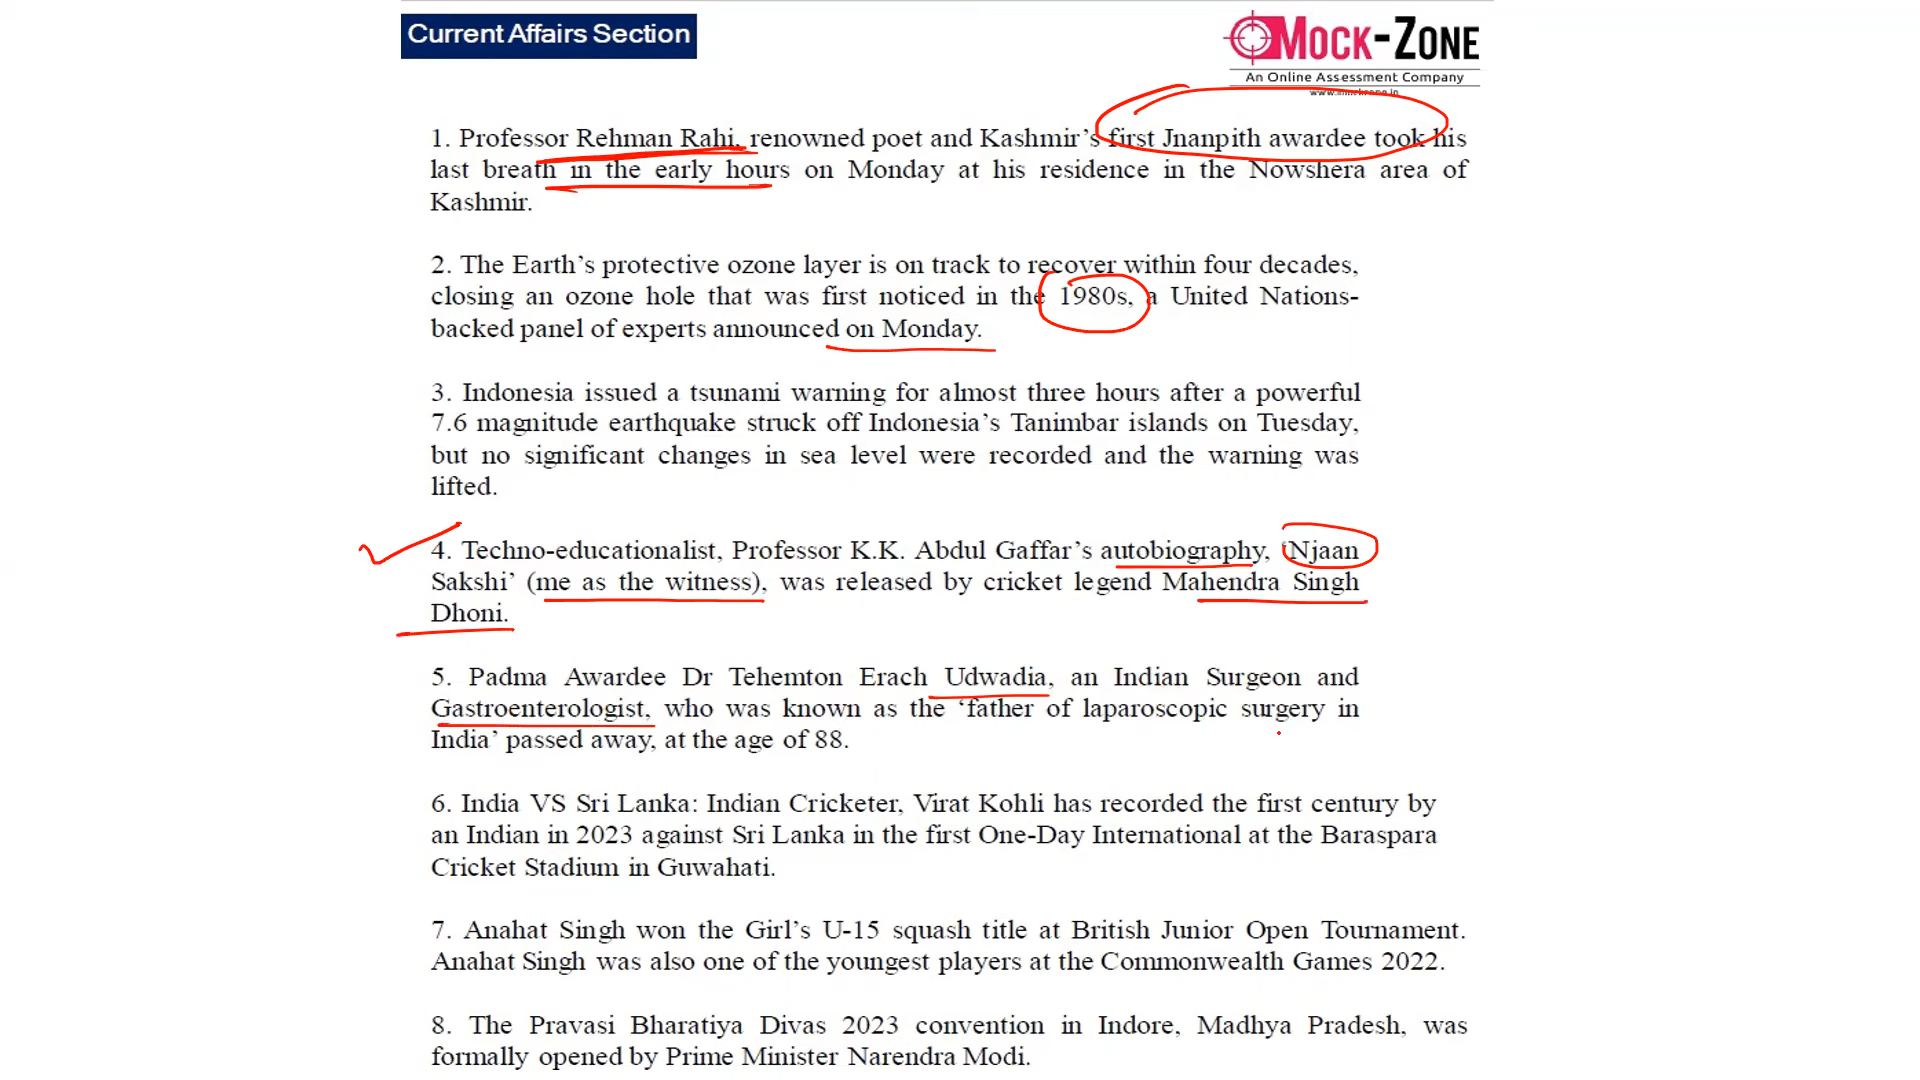 Current Affairs Section
MOCK-ZONE
An Online Assessment Company
1. Professor Rehman Rahi, renowned poet and Kashmir's first Jnanpith awardee took his
last breath in the early hours on Monday at his residence in the Nowshera area of
Kashmir.
2. The Earth's protective ozone layer is on track to recover within four decades,
closing an ozone hole that was first noticed in the 1980s, a United Nations-
backed panel of experts announced on Monday.
3. Indonesia issued a tsunami warning for almost three hours after a powerful
7.6 magnitude earthquake struck off Indonesia's Tanimbar islands on Tuesday,
but no significant changes in sea level were recorded and the warning was
lifted.
4. Techno-educationalist, Professor K.K. Abdul Gaffar's autobiography, 'Njaan
Sakshi' (me as the witness), was released by cricket legend Mahendra Singh
Dhoni.
5. Padma Awardee Dr Tehemton Erach Udwadia, an Indian Surgeon and
Gastroenterologist, who was known as the 'father of laparoscopic surgery in
India' passed away, at the age of 88.
6. India VS Sri Lanka: Indian Cricketer, Virat Kohli has recorded the first century by
an Indian in 2023 against Sri Lanka in the first One-Day International at the Baraspara
Cricket Stadium in Guwahati.
7. Anahat Singh won the Girl's U-15 squash title at British Junior Open Tournament.
Anahat Singh was also one of the youngest players at the Commonwealth Games 2022.
8. The Pravasi Bharatiya Divas 2023 convention in Indore, Madhya Pradesh, was
formally opened by Prime Minister Narendra Modi.